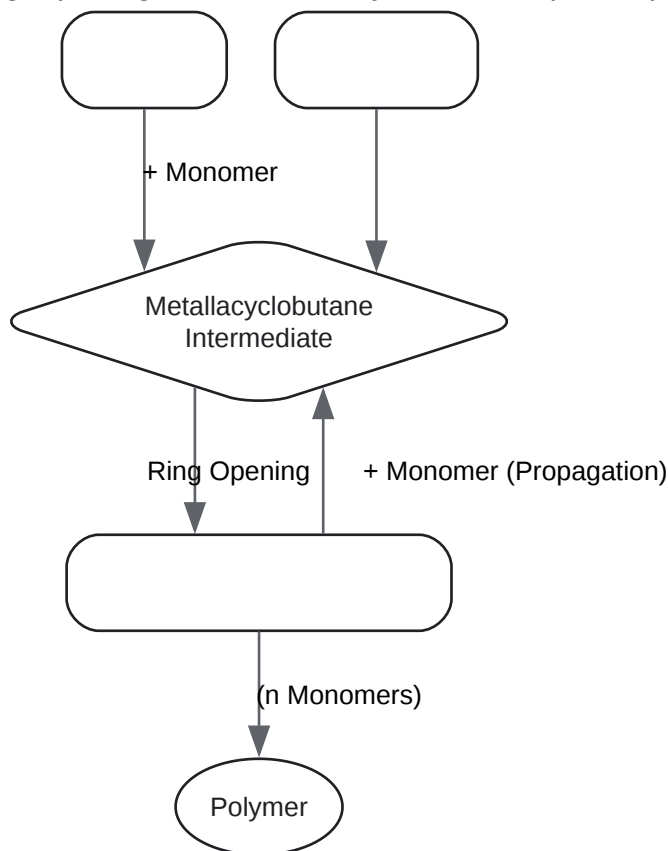 + Monomer
Metallacyclobutane
Intermediate
Ring Opening
+ Monomer (Propagation)
(n Monomers)
Polymer